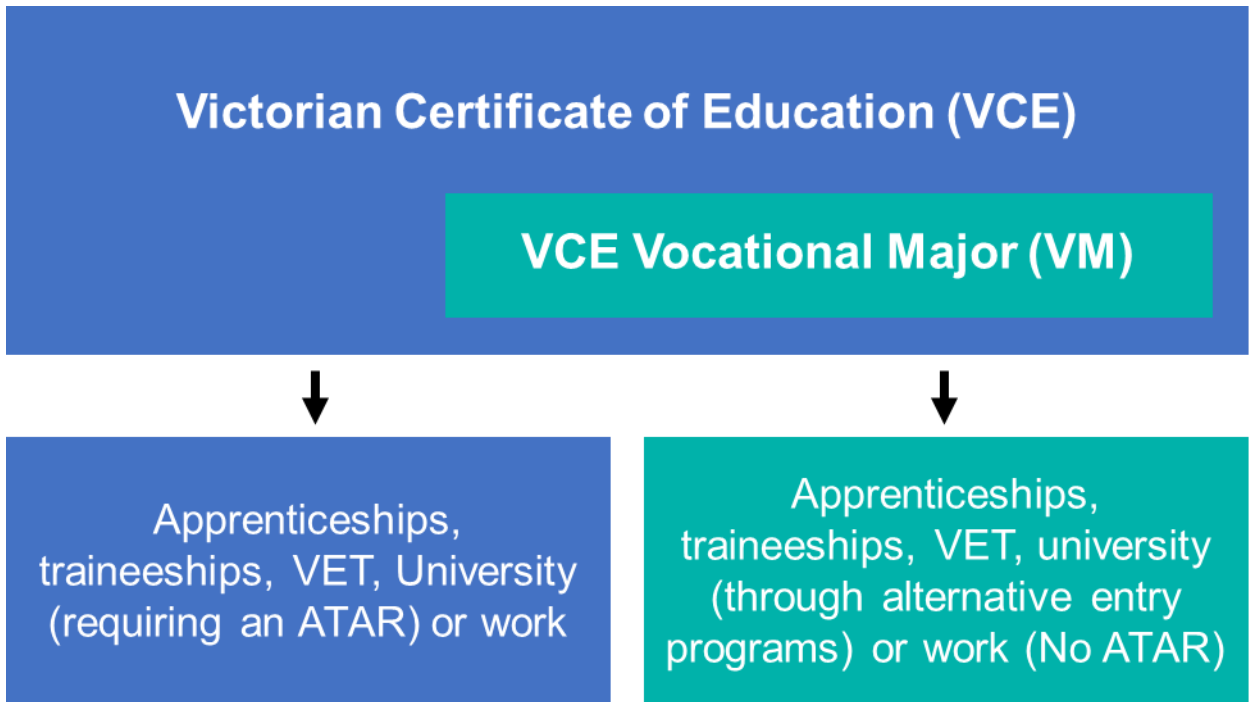 Victorian Certificate of Education (VCE)
VCE Vocational Major (VM)
Apprenticeships,
traineeships, VET, University
(requiring an ATAR) or work
Apprenticeships,
traineeships, VET, university
(through alternative entry
programs) or work (No ATAR)